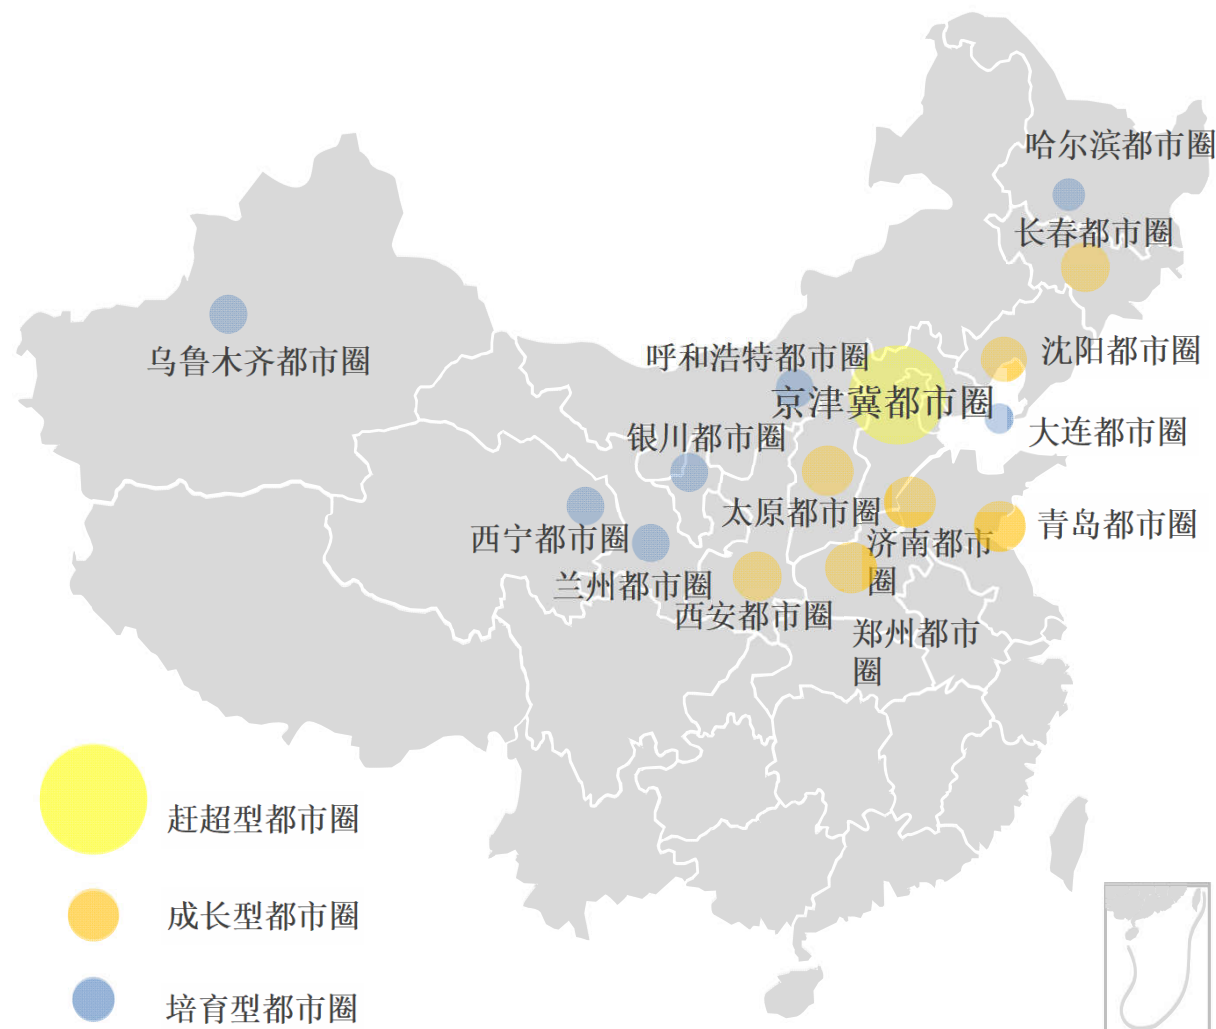 哈尔滨都市圈
长春都市圈
沈阳都市圈
乌鲁木齐都市圈
呼和浩特都市圈
京津冀都市圈
大连都市圈
银川都市圈
太原都市圈
青岛都市圈
西宁都市圈
济南都市
圈
兰州都市圈
西安都市圈
郑州都市
圈
赶超型都市圈
成长型都市圈
培育型都市圈